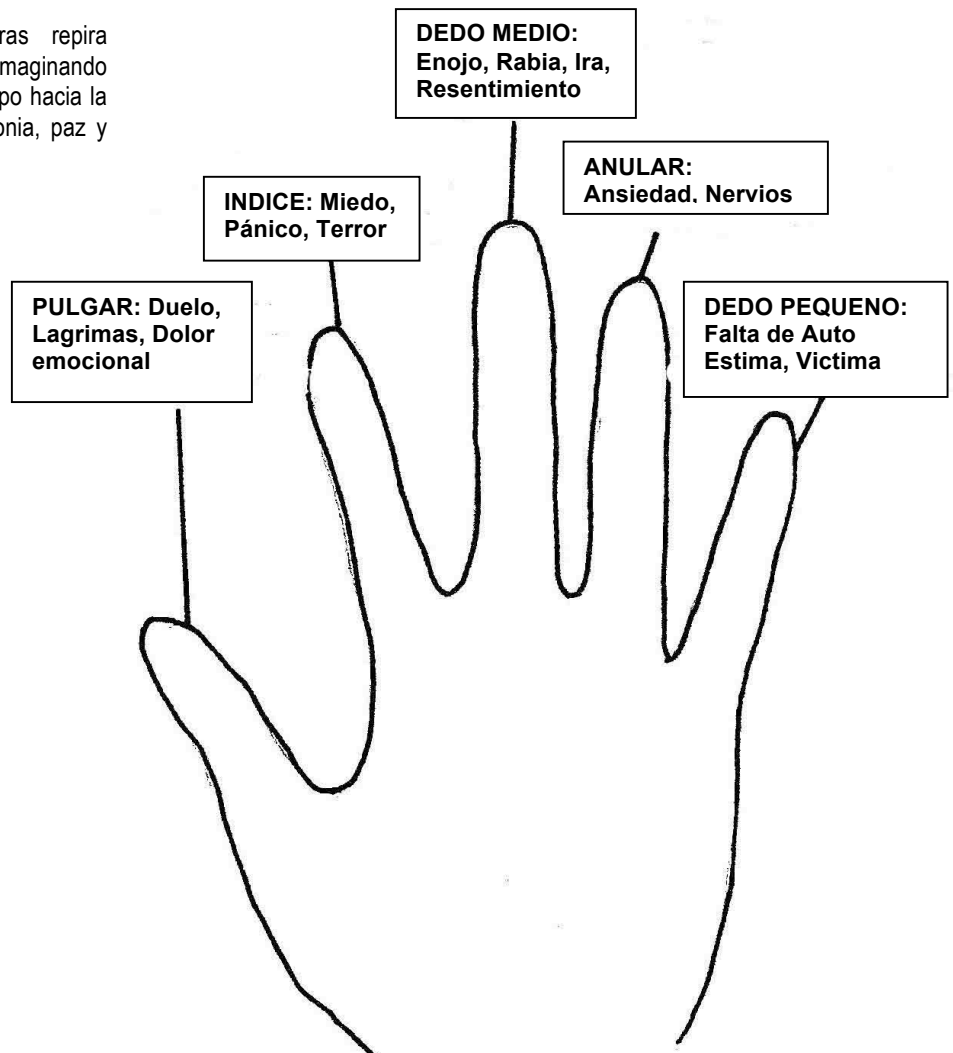 ras repira
maginando
po hacia la
onia, paz y
DEDO MEDIO:
Enojo, Rabia, Ira,
Resentimiento
ANULAR:
Ansiedad, Nervios
INDICE: Miedo,
Pánico, Terror
PULGAR: Duelo,
Lagrimas, Dolor
emocional
DEDO PEQUENO:
Falta de Auto
Estima, Victima